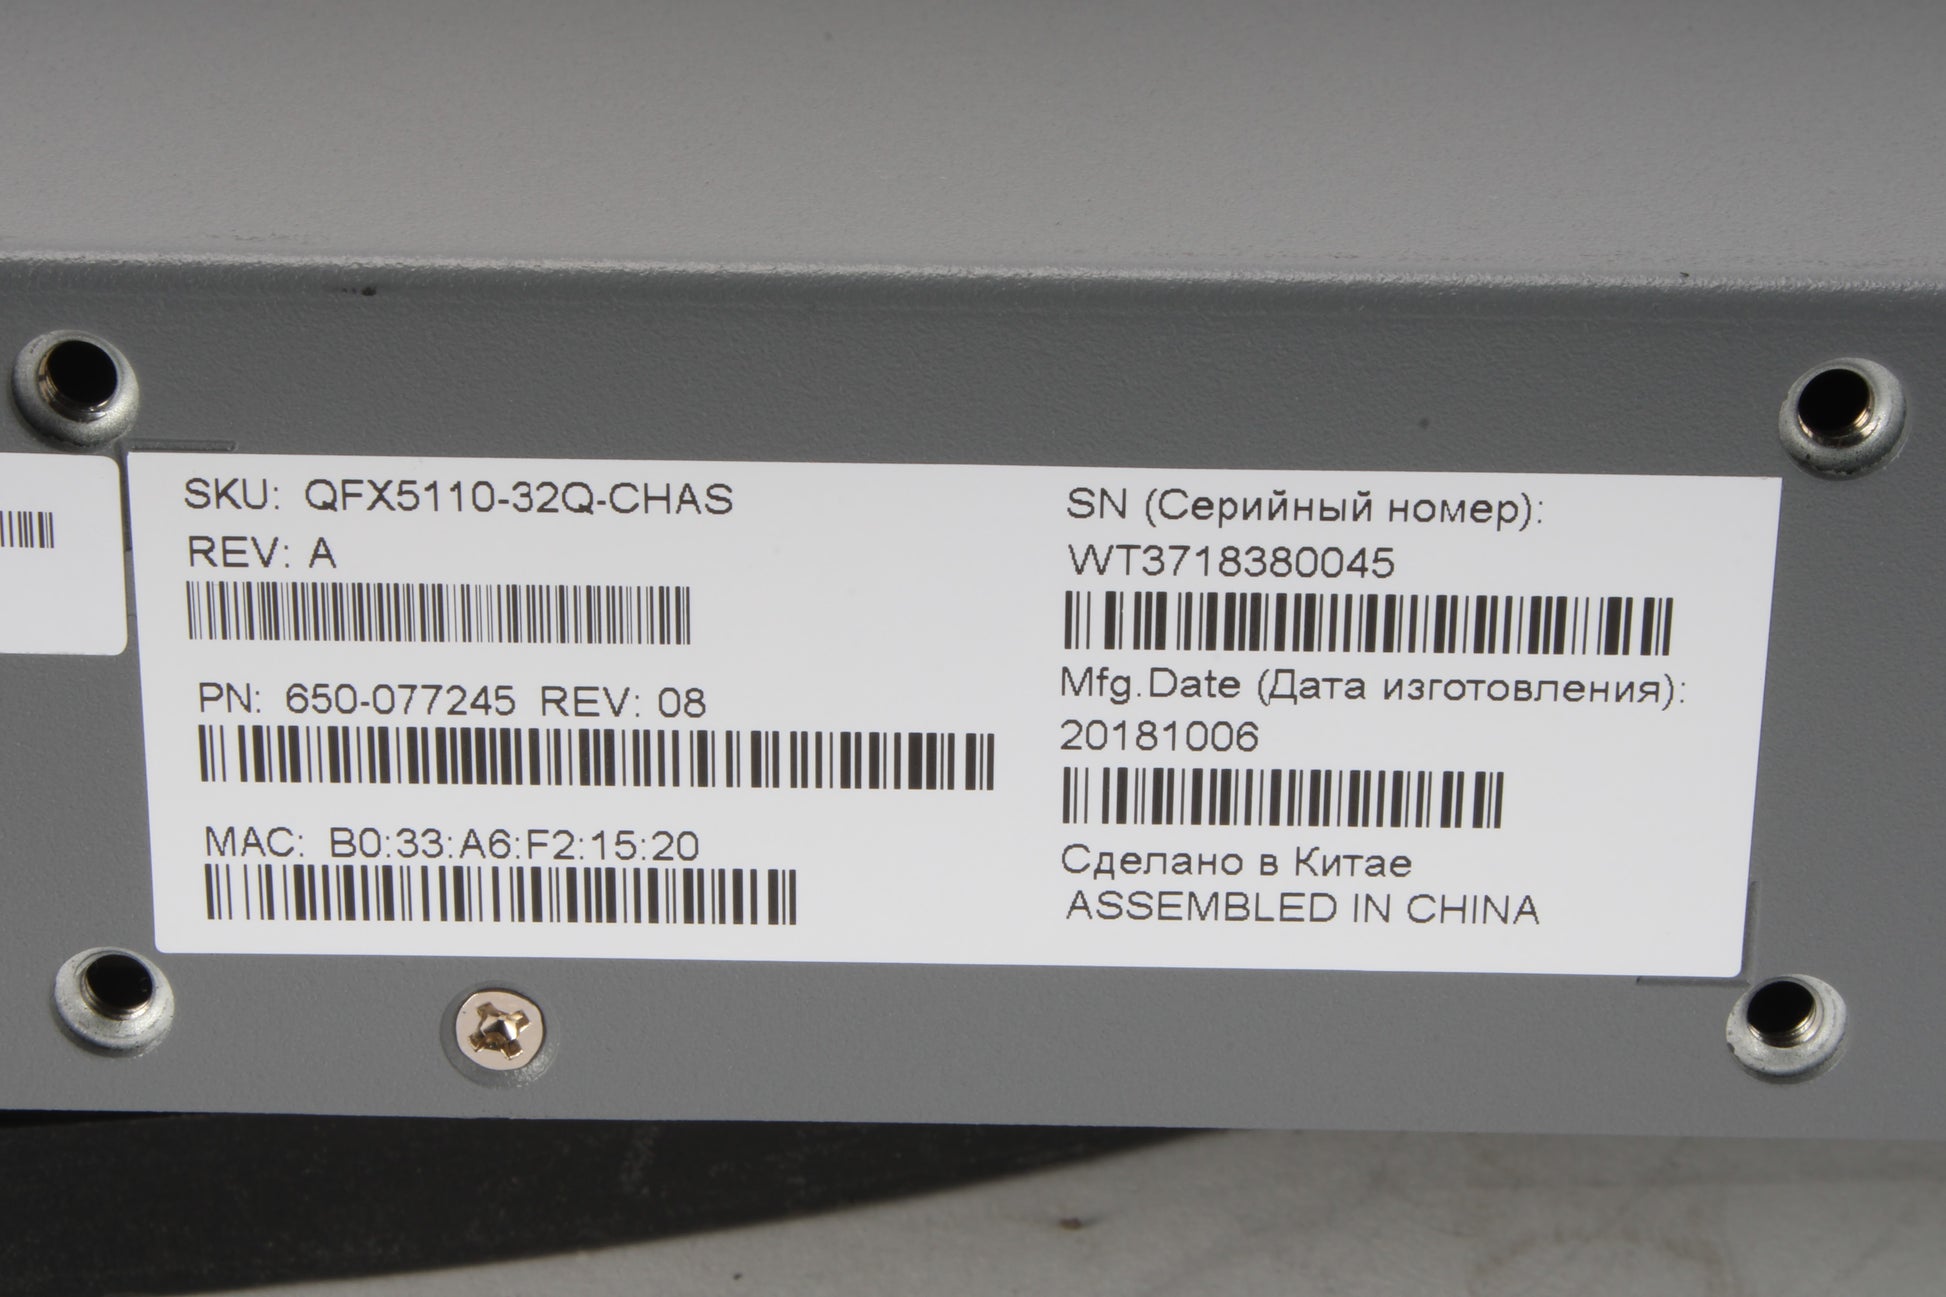 SKU: QFX5110-32Q-CHAS
REV: A
PN: 650-077245 REV: 08
MAC: B0:33:A6:F2:15:20
SN (Серийный номер):
WT3718380045
Mfg.Date (Дата изготовления):
20181006
Сделано в Китае
ASSEMBLED IN CHINA